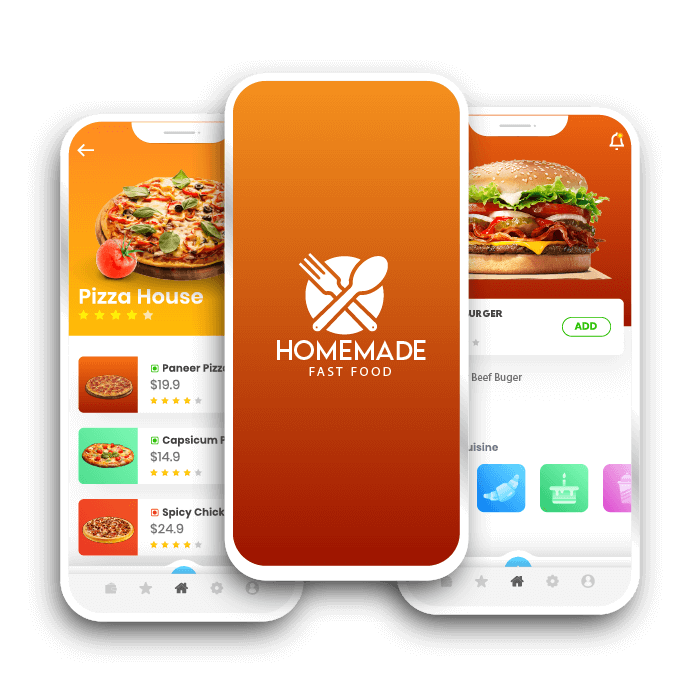 Pizza House
Paneer Pizz
$19.9
Capsicum P
$14.9
Spicy Chick
$24.9
HOMEMADE
FAST FOOD
URGER
ADD
Beef Buger
uisine